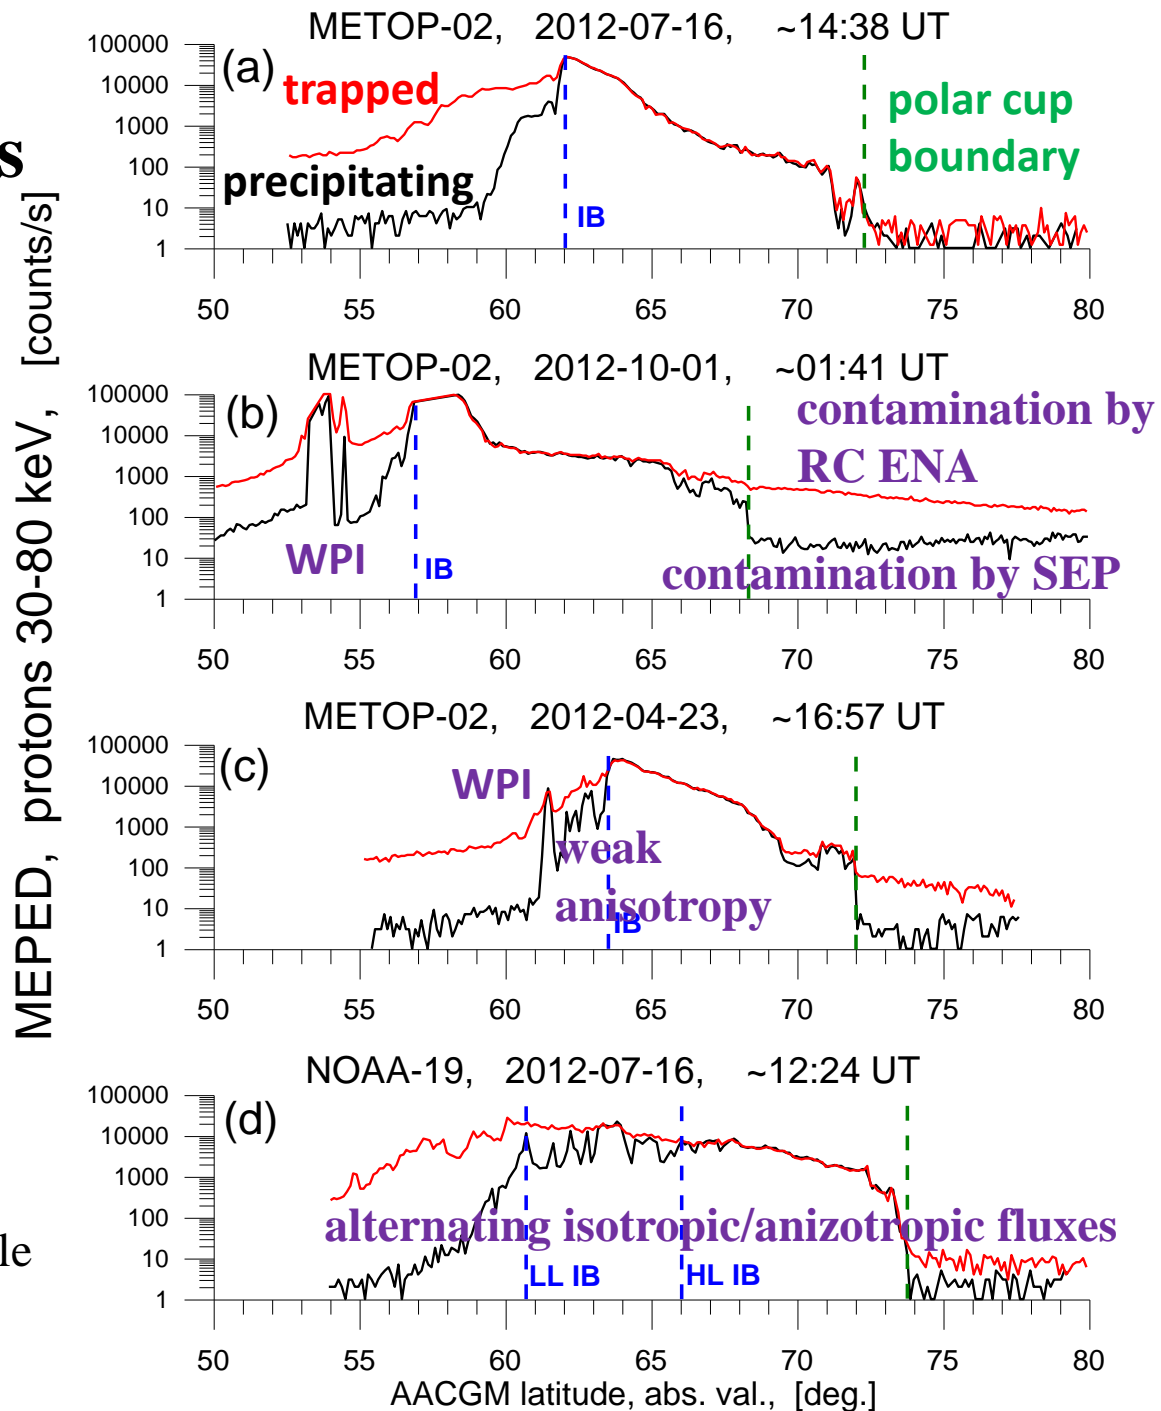 s
MEPED, protons 30-80 keV, [counts/s]
METOP-02, 2012-07-16, ~14:38 UT
(a)
trapped
precipitating
polar cup
boundary
IB
100000
10000
1000
100
10
1
50 55 60 65 70 75 80
METOP-02, 2012-10-01, ~01:41 UT
(b)
contamination by
RC ENA
WPI
IB
contamination by SEP
100000
10000
1000
100
10
1
50 55 60 65 70 75 80
METOP-02, 2012-04-23, ~16:57 UT
(c)
WPI
weak
anisotropy
IB
100000
10000
1000
100
10
1
50 55 60 65 70 75 80
NOAA-19, 2012-07-16, ~12:24 UT
(d)
alternating isotropic/anizotropic fluxes
LL IB
HL IB
100000
10000
1000
100
10
1
50 55 60 65 70 75 80
AACGM latitude, abs. val., [deg.]
le